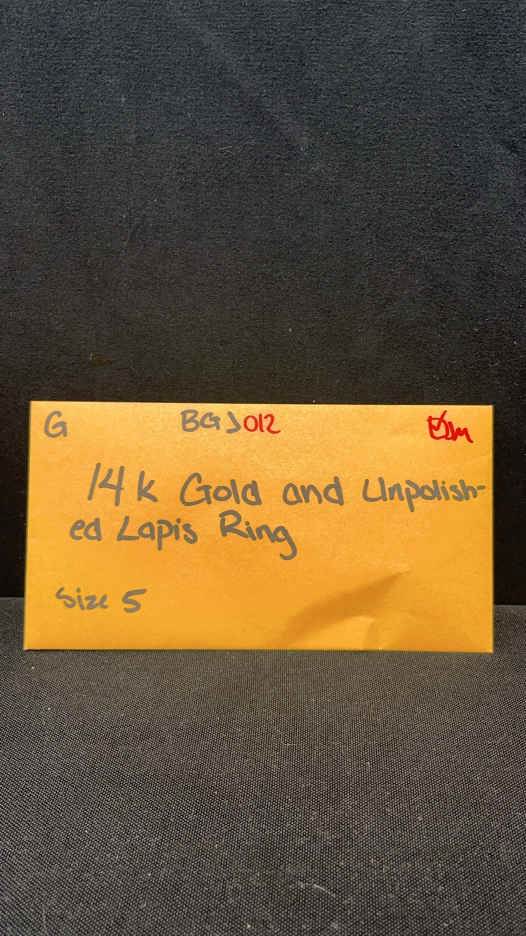 G BGJ012
14k Gold and Unpolish-
ed Lapis Ring
Size 5